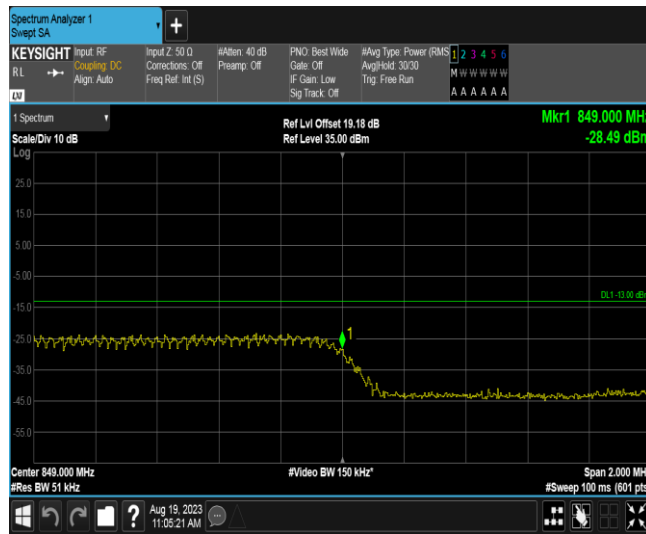 Spectrum Analyzer 1
Swept SA
+
KEYSIGHT
RL
LXI
Input: RF
Coupling: DC
Align: Auto
Input Z: 50 Ω
Corrections: Off
Freq Ref: Int (S)
#Atten: 40 dB
Preamp: Off
PNO: Best Wide
Gate: Off
IF Gain: Low
Sig Track: Off
#Avg Type: Power (RMS
Avg|Hold: 30/30
Trig: Free Run
1 2 3 4 5 6
M W W W W W
A A A A A A
1 Spectrum
Scale/Div 10 dB
Ref Lvl Offset 19.18 dB
Ref Level 35.00 dBm
Mkr1 849.000 MHz
-28.49 dBm
Log
25.0
15.0
5.00
-5.00
DL1 -13.00 dBm
-15.0
-25.0
1
-35.0
-45.0
-55.0
Center 849.000 MHz
#Video BW 150 kHz*
Span 2.000 MH
#Res BW 51 kHz
#Sweep 100 ms (601 pts
?
Aug 19, 2023
11:05:21 AM